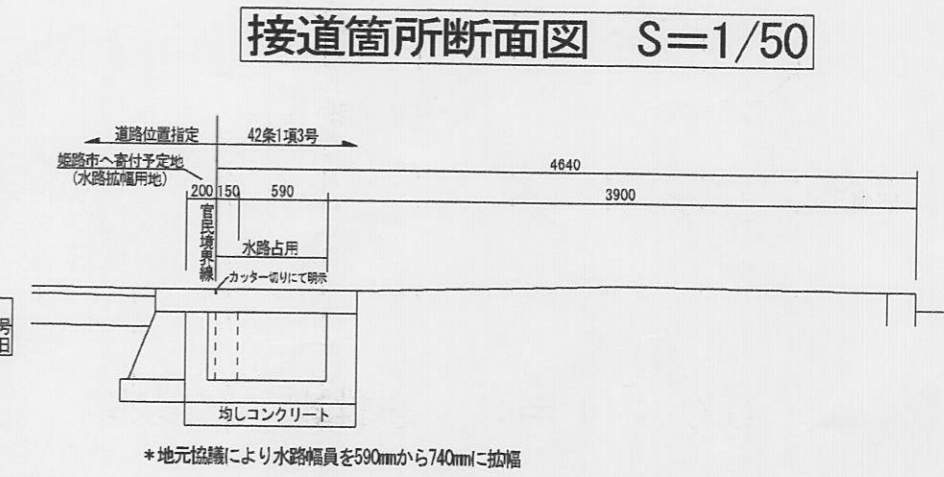 接道箇所断面図 S=1/50
道路位置指定 42条1項3号
姫路市へ寄付予定地
(水路拡幅用地)
4640
200 150 590 3900
官民境界線
水路占用
カッター切りにて明示
号
日
均しコンクリート
*地元協議により水路幅員を590mmから740mmに拡幅